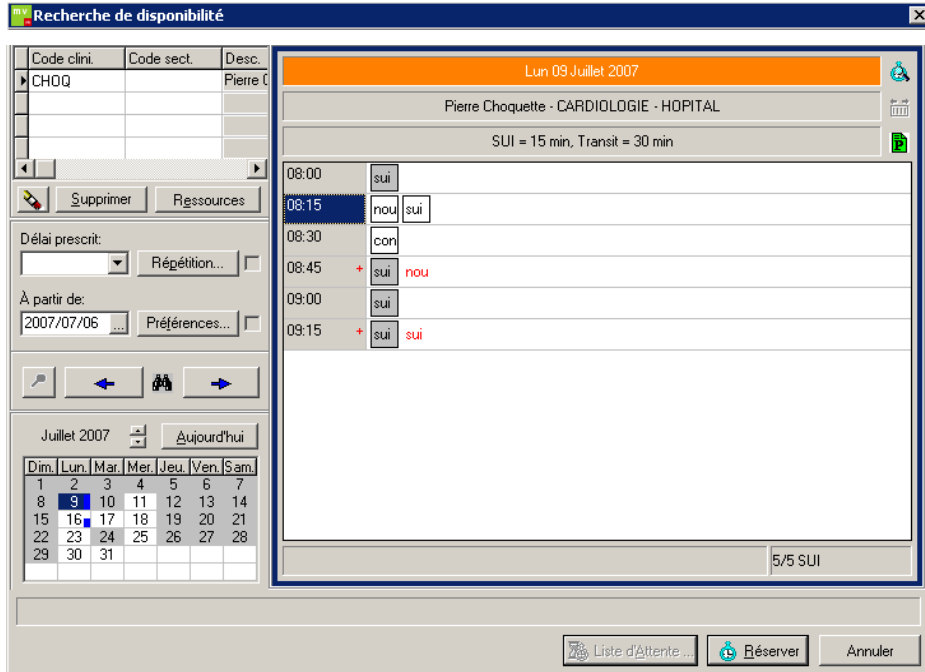 mv Recherche de disponibilité
Code clini. Code sect. Desc.
CHOQ Pierre C
Supprimer Ressources
Délai prescrit:
Répétition...
À partir de:
2007/07/06 ... Préférences...
Juillet 2007 Aujourd'hui
Dim. Lun. Mar. Mer. Jeu. Ven. Sam.
1 2 3 4 5 6 7
8 9 10 11 12 13 14
15 16 17 18 19 20 21
22 23 24 25 26 27 28
29 30 31
Lun 09 Juillet 2007
Pierre Choquette - CARDIOLOGIE - HOPITAL
SUI = 15 min, Transit = 30 min
P
08:00 sui
08:15 nou sui
08:30 con
08:45 + sui nou
09:00 sui
09:15 + sui sui
5/5 SUI
Liste d'Attente ... Réserver Annuler